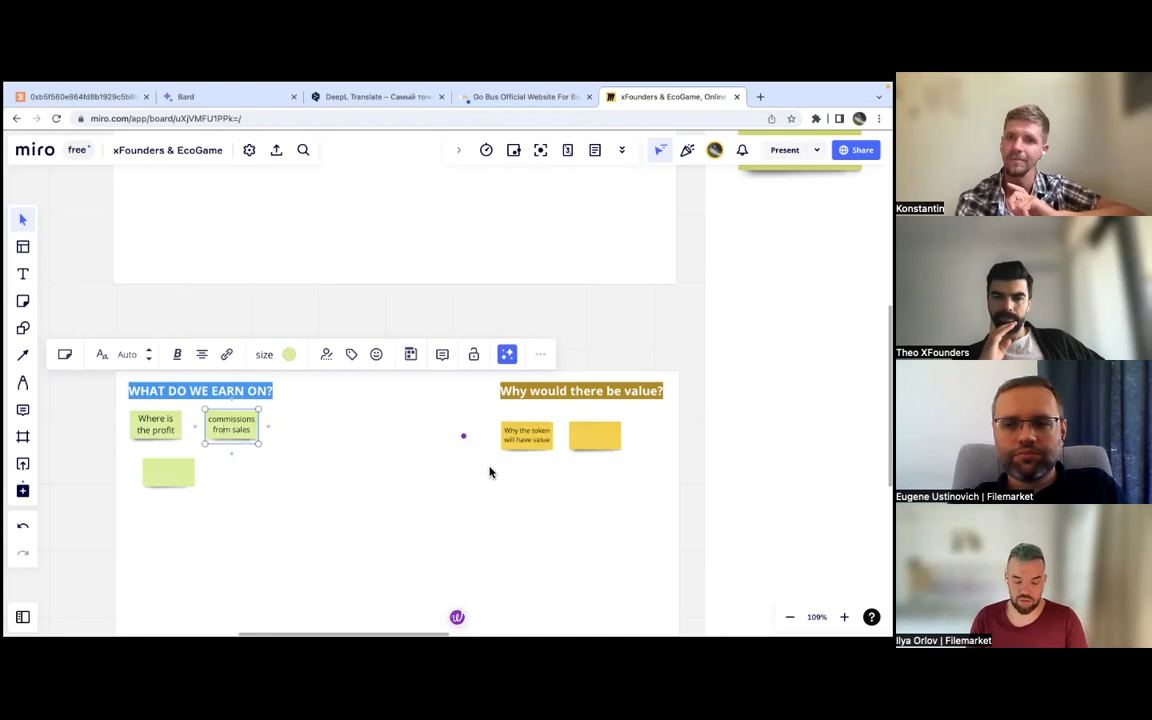 0xb5f560e864fd8b1929c5b8
Bard
DeepL Translate – Самый точ
Go Bus Official Website For B
xFounders & EcoGame, Online
miro.com/app/board/uXjVMFU1PPk=/
miro
free
xFounders & EcoGame
3
Present
Share
Auto
B
size
WHAT DO WE EARN ON?
Why would there be value?
Where is
the profit
commissions
from sales
Why the token
will have value
109%
Konstantin
Theo XFounders
Eugene Ustinovich | Filemarket
Ilya Orlov | Filemarket